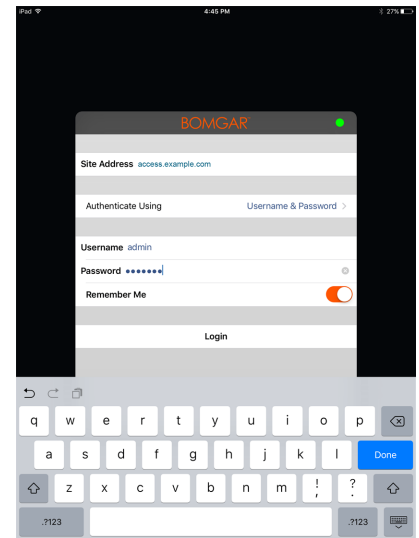 iPad 4:45 PM 27%
BOMGAR
Site Address access.example.com
Authenticate Using Username & Password >
Username admin
Password •••••••
Remember Me
Login
q w e r t y u i o p
a s d f g h j k l Done
z x c v b n m ! , ? .
.?123 .?123